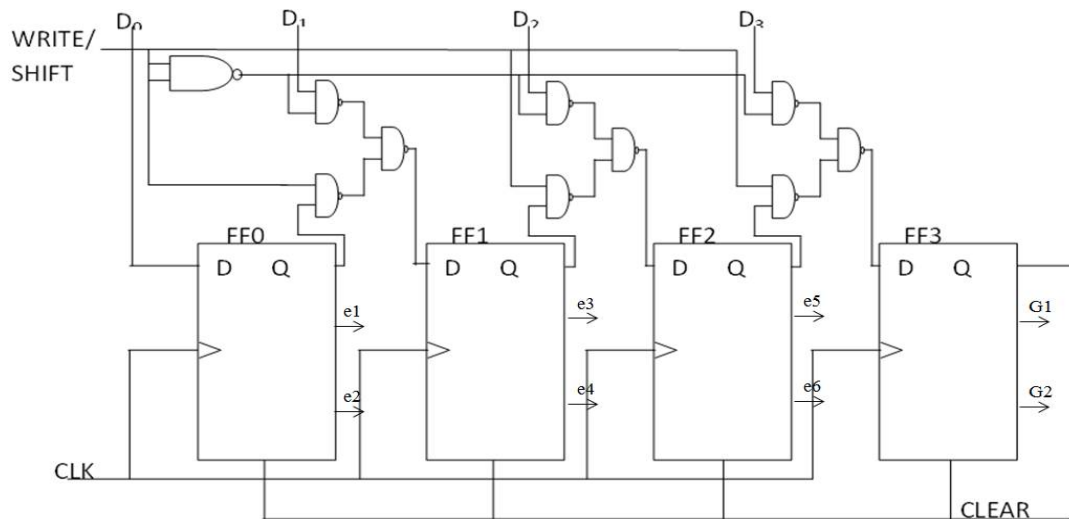 D0 D1 D2 D3
WRITE/
SHIFT
FF0 FF1 FF2 FF3
D Q D Q D Q D Q
e1 e3 e5 G1
e2 e4 e6 G2
CLK
CLEAR